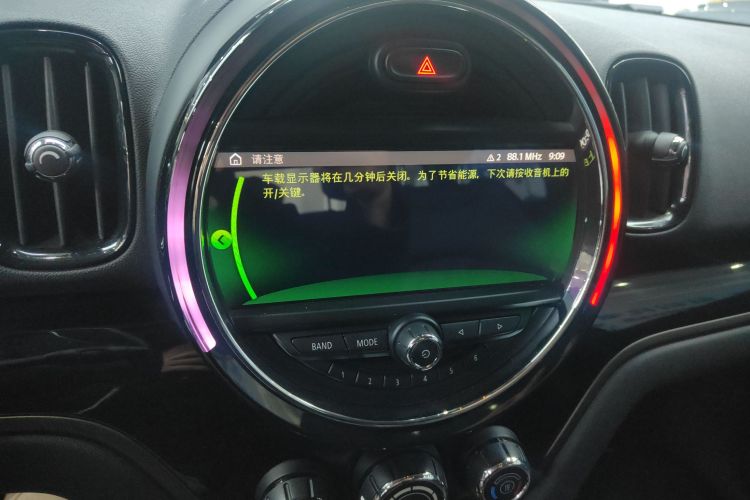 请注意 2 88.1 MHz 9:09
车载显示器将在几分钟后关闭。为了节省能源, 下次请按收音机上的
开/关键。
BAND MODE
1 2 3 4 5 6